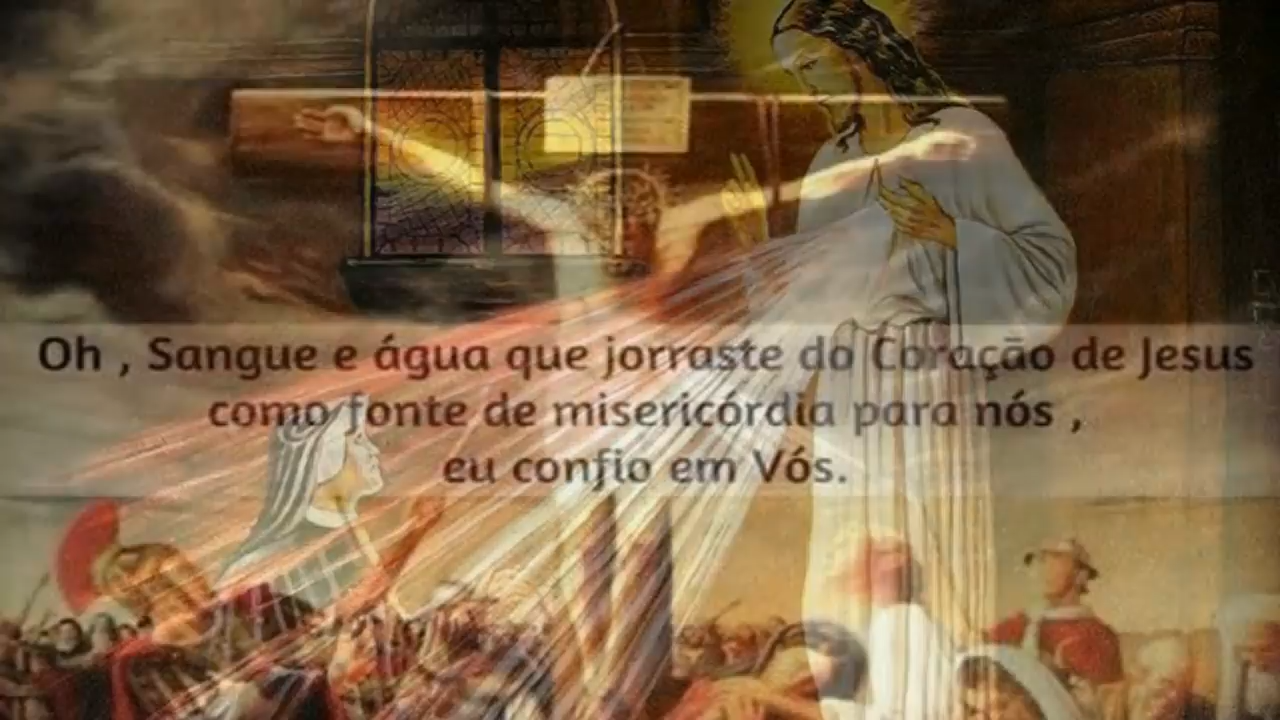 Oh , Sangue e água que jorraste do Coração de Jesus
como fonte de misericórdia para nós ,
eu confio em Vós.